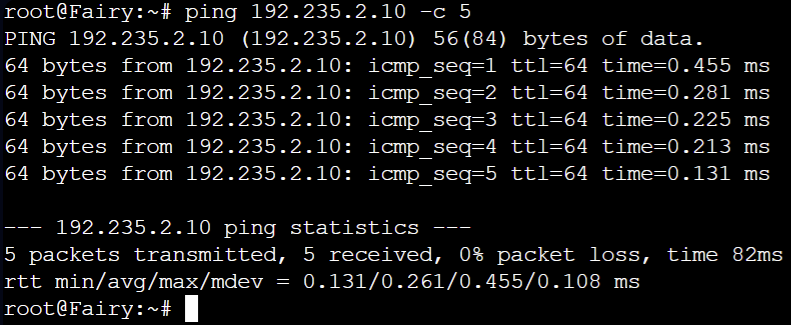 root@Fairy:~# ping 192.235.2.10 -c 5
PING 192.235.2.10 (192.235.2.10) 56(84) bytes of data.
64 bytes from 192.235.2.10: icmp_seq=1 ttl=64 time=0.455 ms
64 bytes from 192.235.2.10: icmp_seq=2 ttl=64 time=0.281 ms
64 bytes from 192.235.2.10: icmp_seq=3 ttl=64 time=0.225 ms
64 bytes from 192.235.2.10: icmp_seq=4 ttl=64 time=0.213 ms
64 bytes from 192.235.2.10: icmp_seq=5 ttl=64 time=0.131 ms
--- 192.235.2.10 ping statistics ---
5 packets transmitted, 5 received, 0% packet loss, time 82ms
rtt min/avg/max/mdev = 0.131/0.261/0.455/0.108 ms
root@Fairy:~#